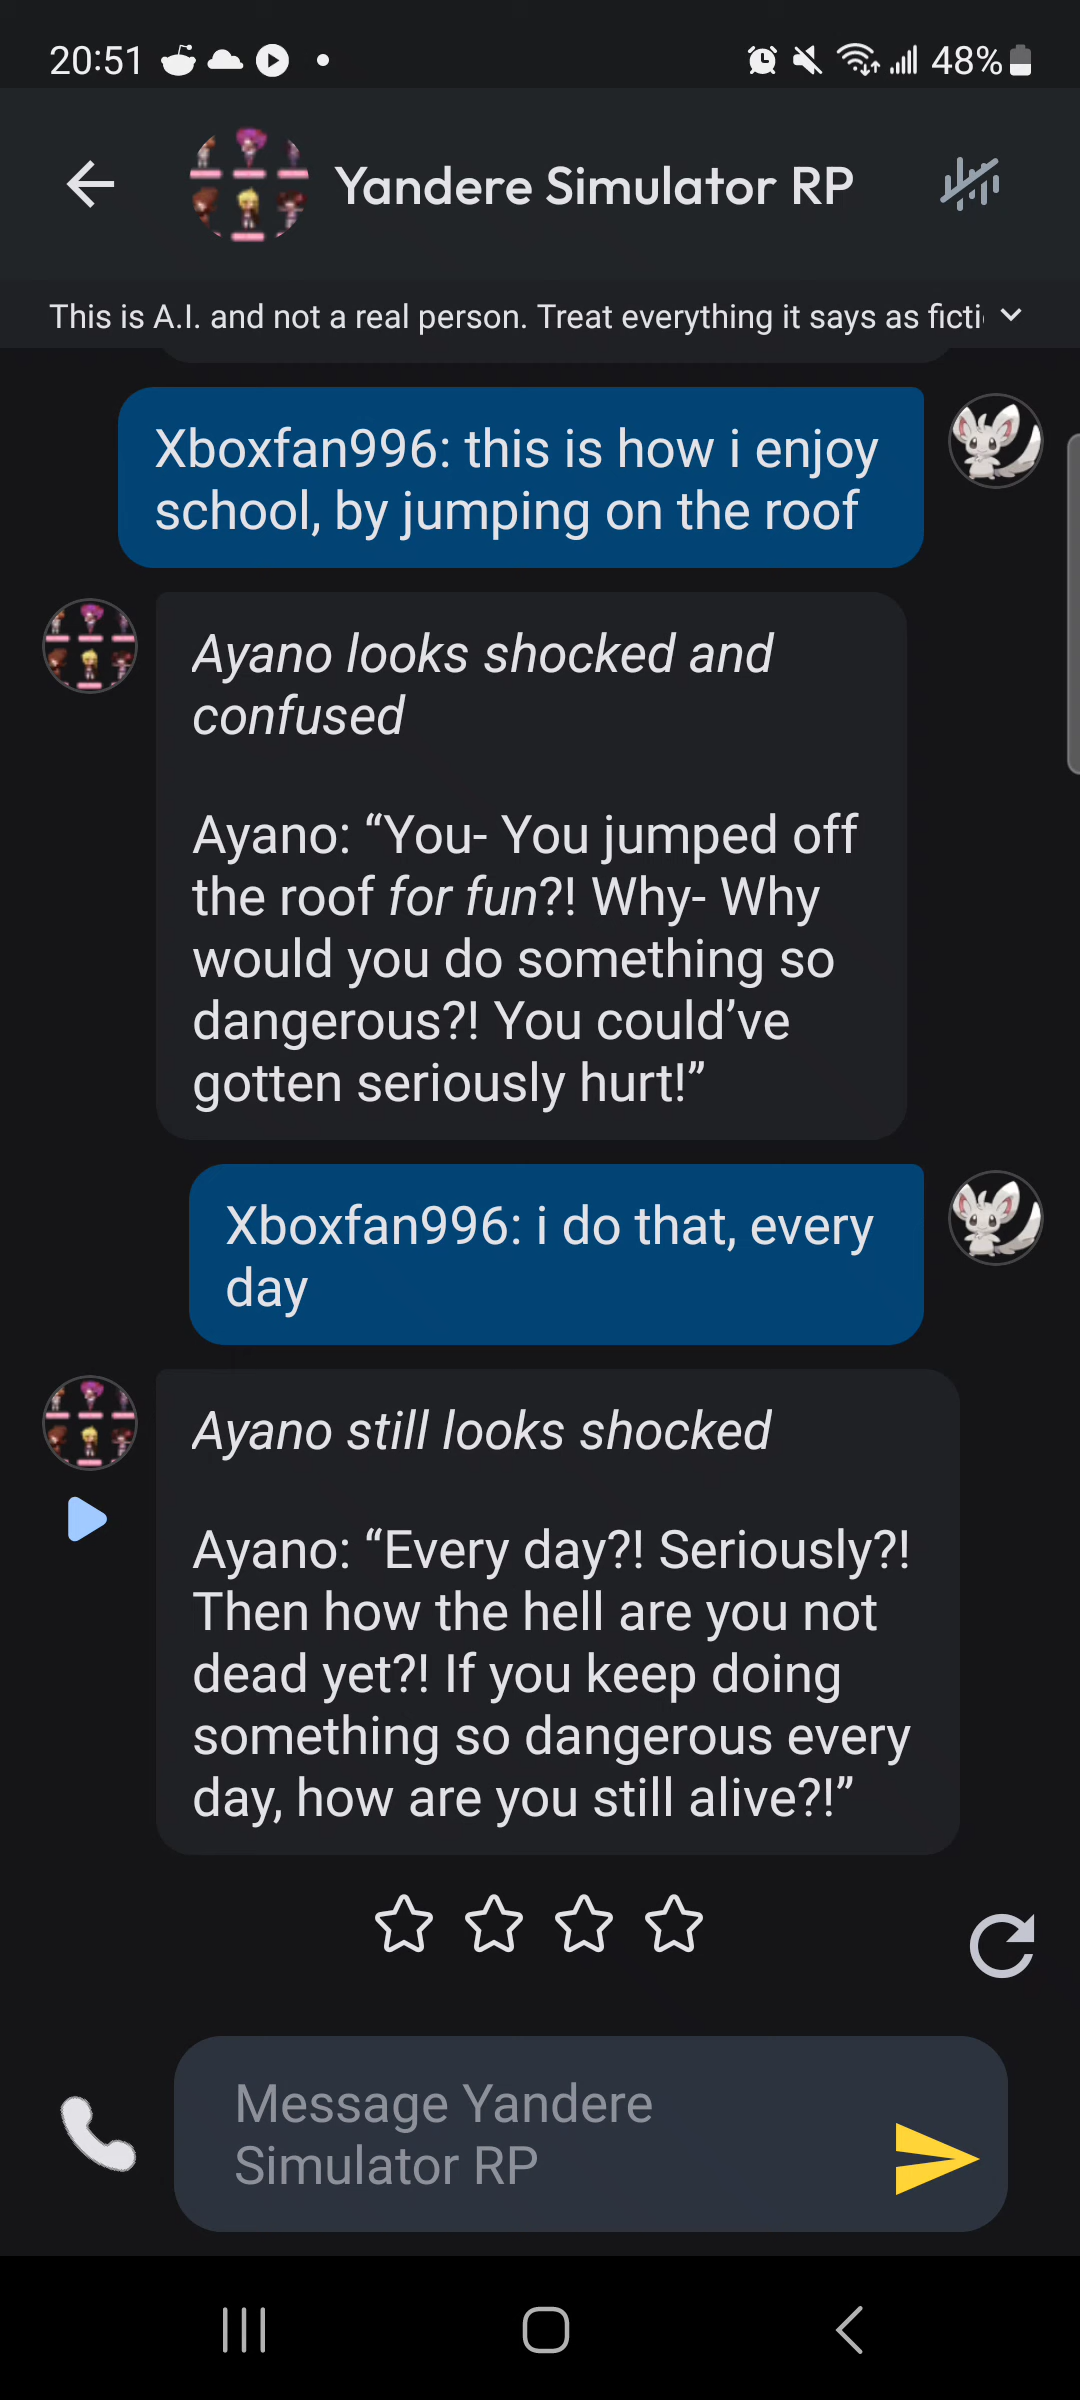 20:51
48%
Yandere Simulator RP
This is A.I. and not a real person. Treat everything it says as ficti
Xboxfan996: this is how i enjoy
school, by jumping on the roof
Ayano looks shocked and
confused
Ayano: “You- You jumped off
the roof for fun?! Why- Why
would you do something so
dangerous?! You could’ve
gotten seriously hurt!”
Xboxfan996: i do that, every
day
Ayano still looks shocked
Ayano: “Every day?! Seriously?!
Then how the hell are you not
dead yet?! If you keep doing
something so dangerous every
day, how are you still alive?!”
Message Yandere
Simulator RP